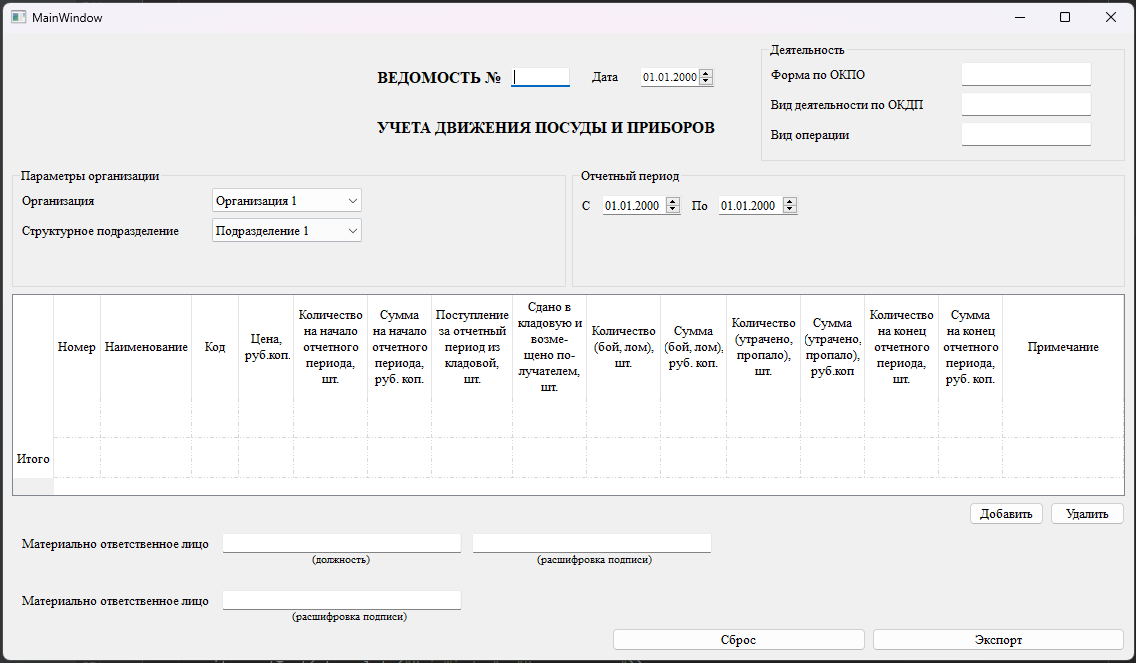 MainWindow
ВЕДОМОСТЬ №
Дата
01.01.2000
УЧЕТА ДВИЖЕНИЯ ПОСУДЫ И ПРИБОРОВ
Деятельность
Форма по ОКПО
Вид деятельности по ОКДП
Вид операции
Параметры организации
Организация
Организация 1
Структурное подразделение
Подразделение 1
Отчетный период
С 01.01.2000 По 01.01.2000
Номер
Наименование
Код
Цена,
руб.коп.
Количество
на начало
отчетного
периода,
шт.
Сумма
на начало
отчетного
периода,
руб. коп.
Поступление
за отчетный
период из
кладовой,
шт.
Сдано в
кладовую и
возме-
щено по-
лучателем,
шт.
Количество
(бой, лом),
шт.
Сумма
(бой, лом),
руб. коп.
Количество
(утрачено,
пропало),
шт.
Сумма
(утрачено,
пропало),
руб.коп
Количество
на конец
отчетного
периода,
шт.
Сумма
на конец
отчетного
периода,
руб. коп.
Примечание
Итого
Добавить
Удалить
Материально ответственное лицо
(должность)
(расшифровка подписи)
Материально ответственное лицо
(расшифровка подписи)
Сброс
Экспорт